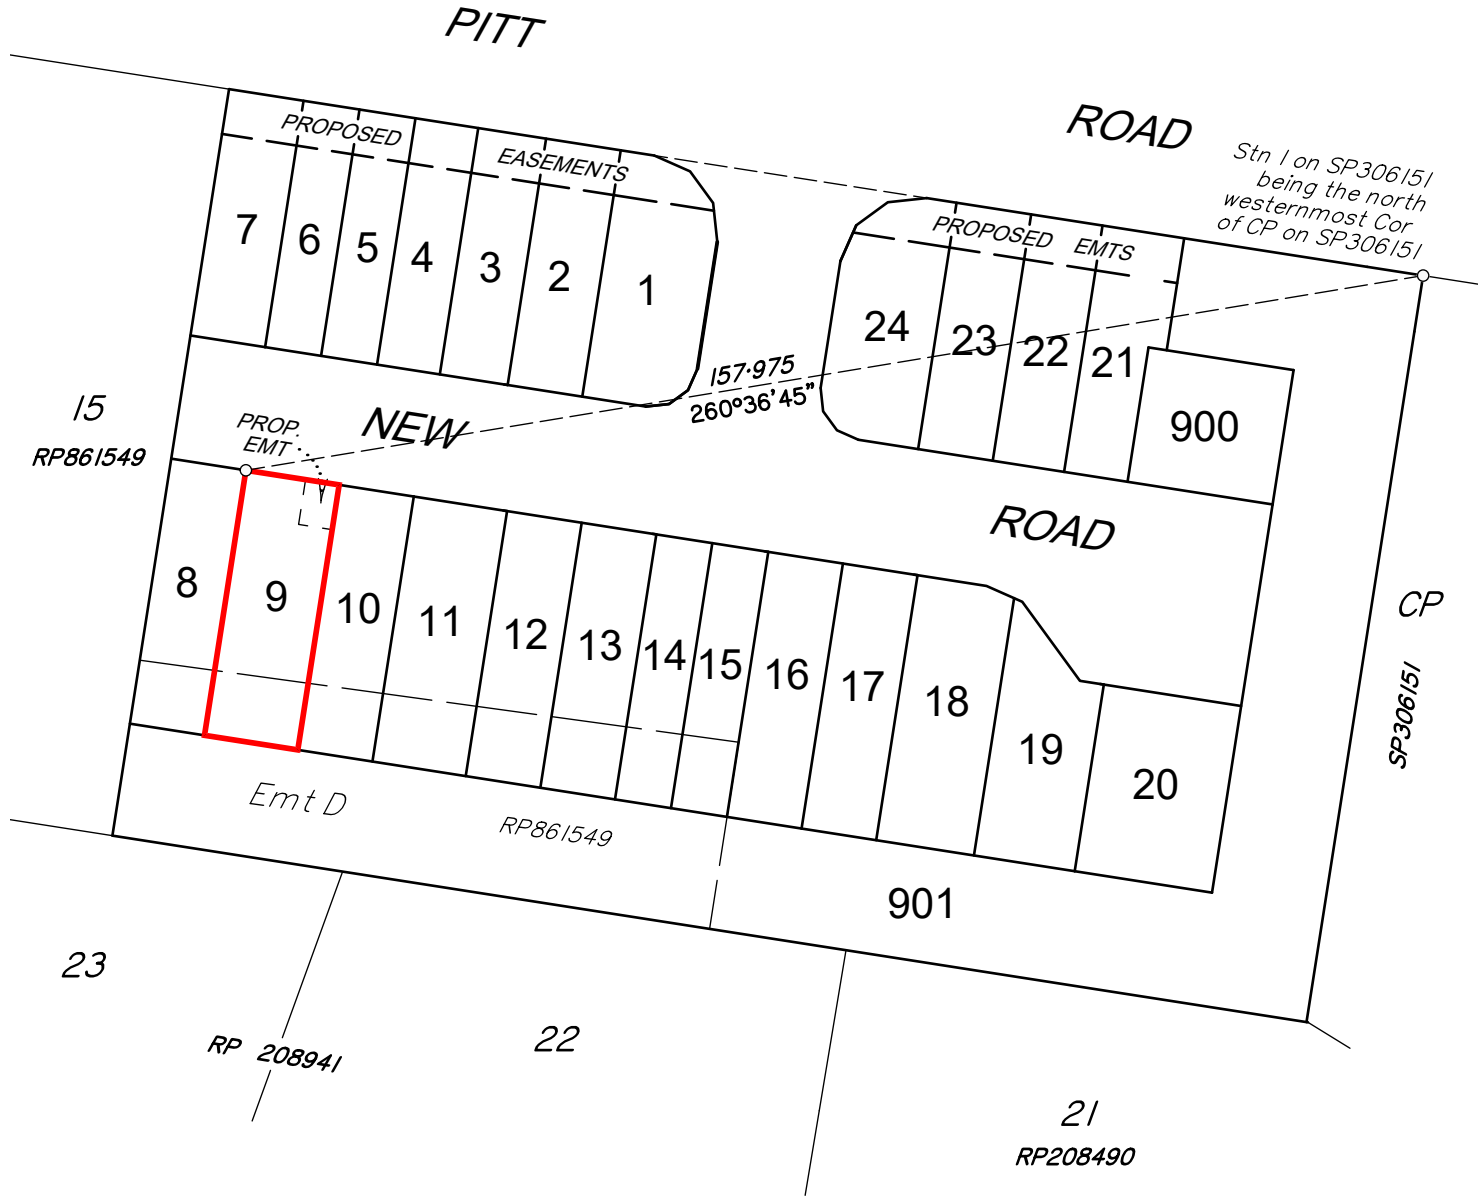 PITT
ROAD
Stn 1 on SP306151
being the north
westernmost Cor
of CP on SP306151
PROPOSED
EASEMENTS
PROPOSED EMTS
7
6
5
4
3
2
1
24
23
22
21
900
157·975
260°36'45"
15
RP861549
PROP.
EMT
NEW
ROAD
8
9
10
11
12
13
14
15
16
17
18
19
20
CP
SP306151
Emt D
RP861549
901
23
22
RP 208941
21
RP208490